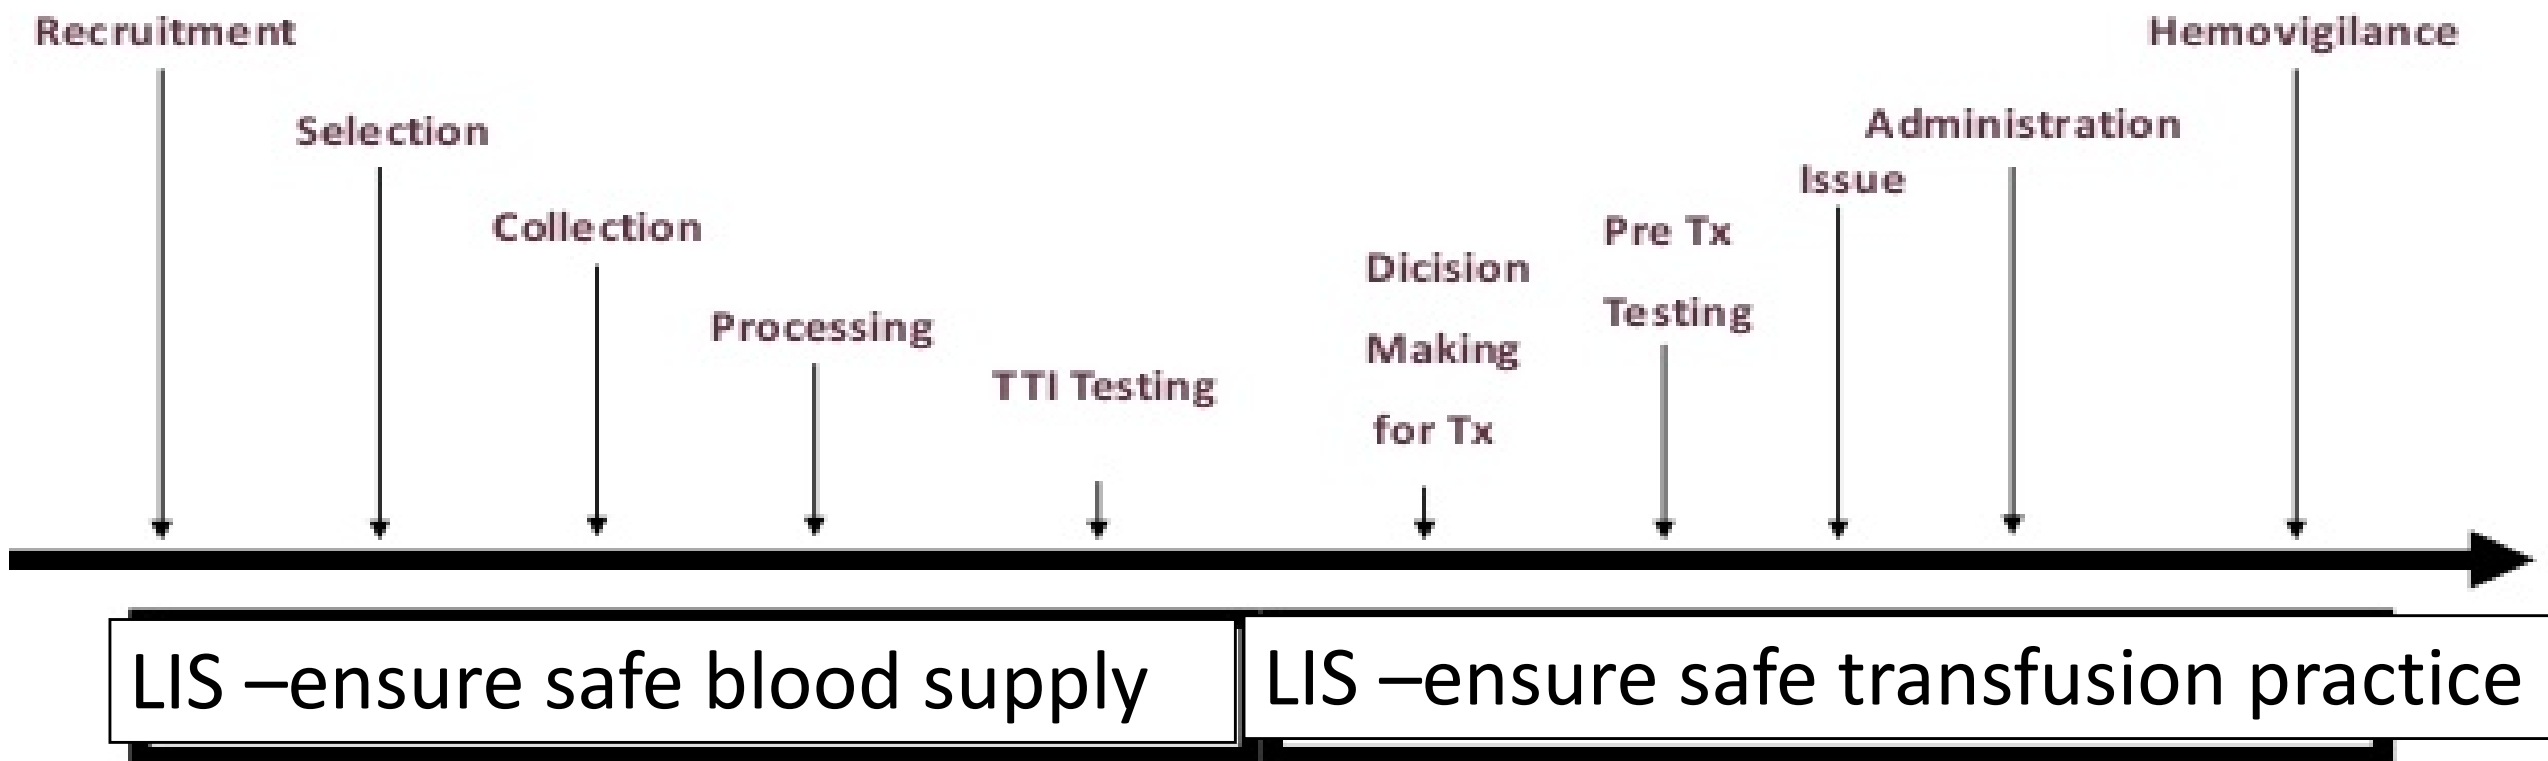 Recruitment
Selection
Collection
Processing
TTI Testing
Dicision
Making
for Tx
Pre Tx
Testing
Issue
Administration
Hemovigilance
LIS –ensure safe blood supply
LIS –ensure safe transfusion practice